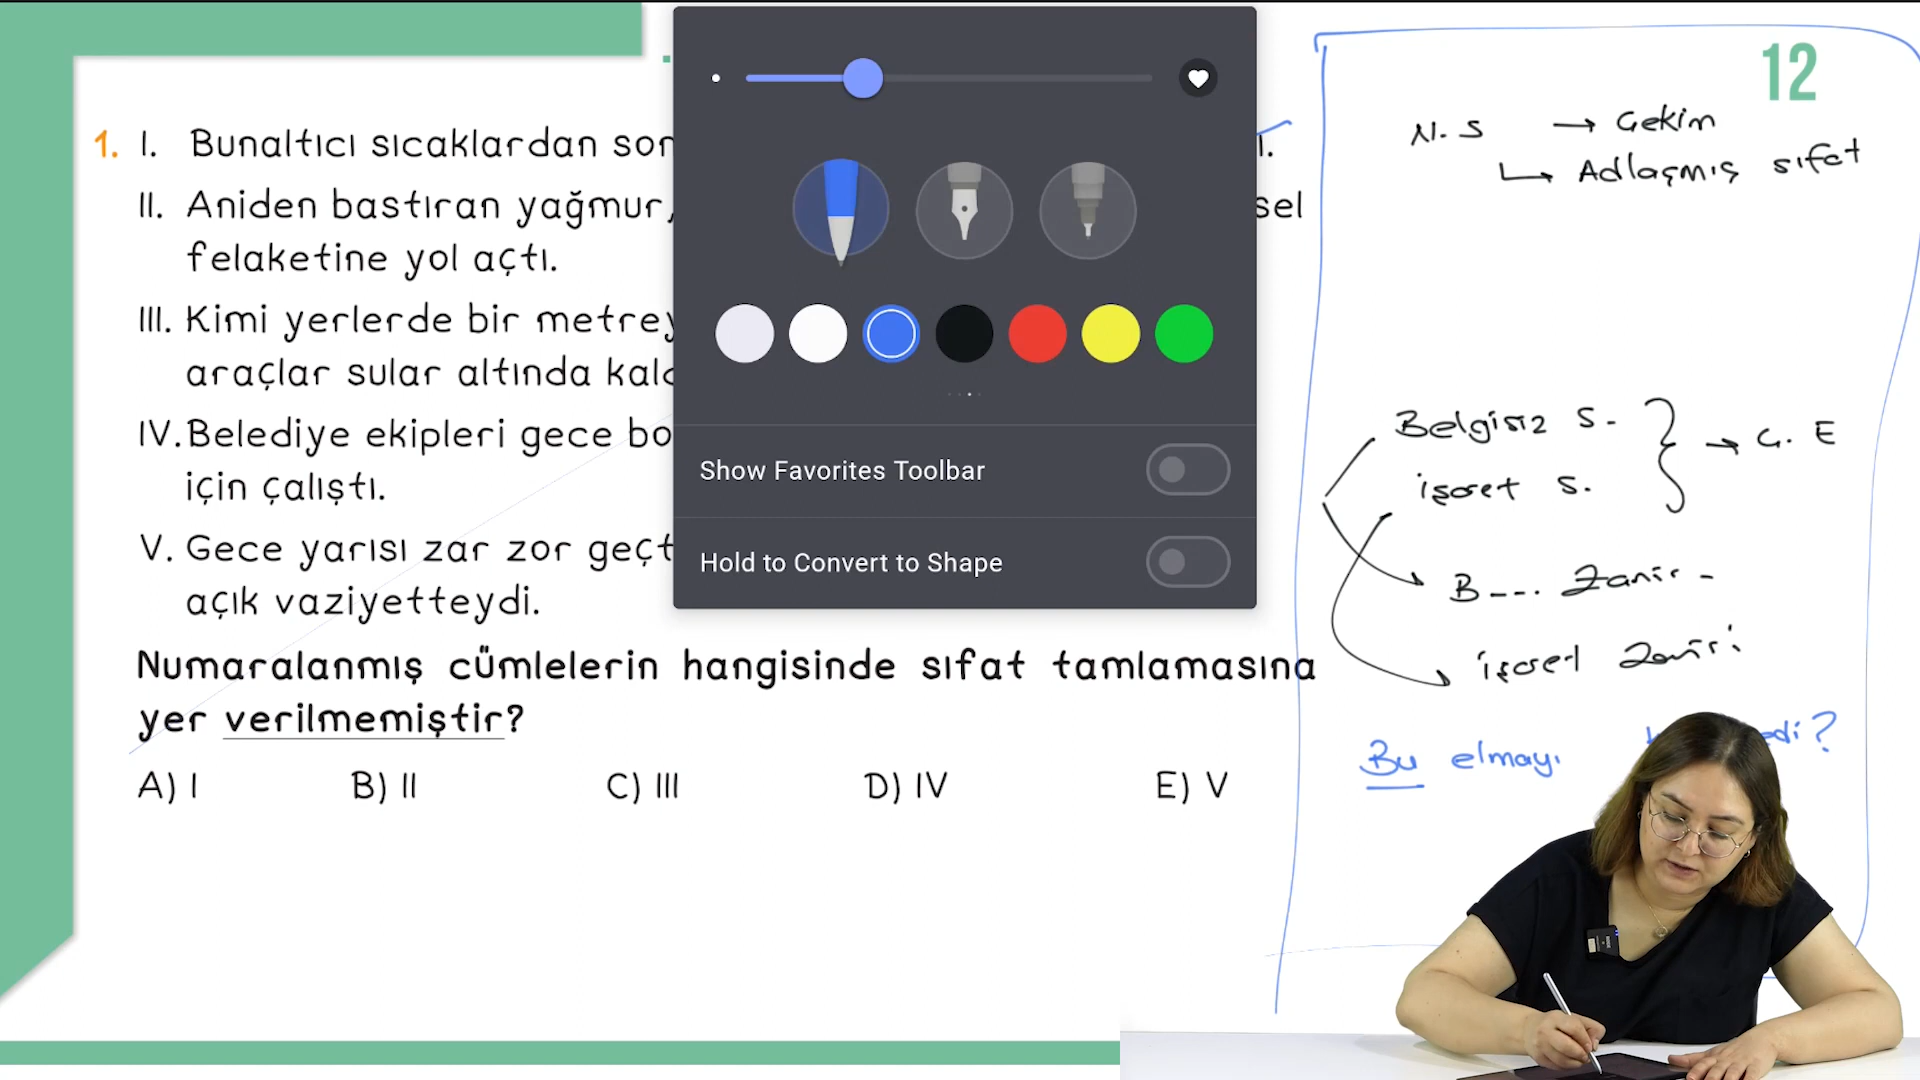 12
1. I. Bunaltıcı sıcaklardan son
II. Aniden bastıran yağmur, sel
felaketine yol açtı.
III. Kimi yerlerde bir metrey
araçlar sular altında kald
IV. Belediye ekipleri gece bo
için çalıştı.
V. Gece yarısı zar zor geçt
açık vaziyetteydi.
Numaralanmış cümlelerin hangisinde sıfat tamlamasına
yer verilmemiştir?
A) I B) II C) III D) IV E) V
Show Favorites Toolbar
Hold to Convert to Shape
N. S → Çekim
Adlaşmış sıfat
Belgisiz S. → Ç. E
işaret S.
B---. Zamir -
işaret Zamiri
Bu elmayı edi?